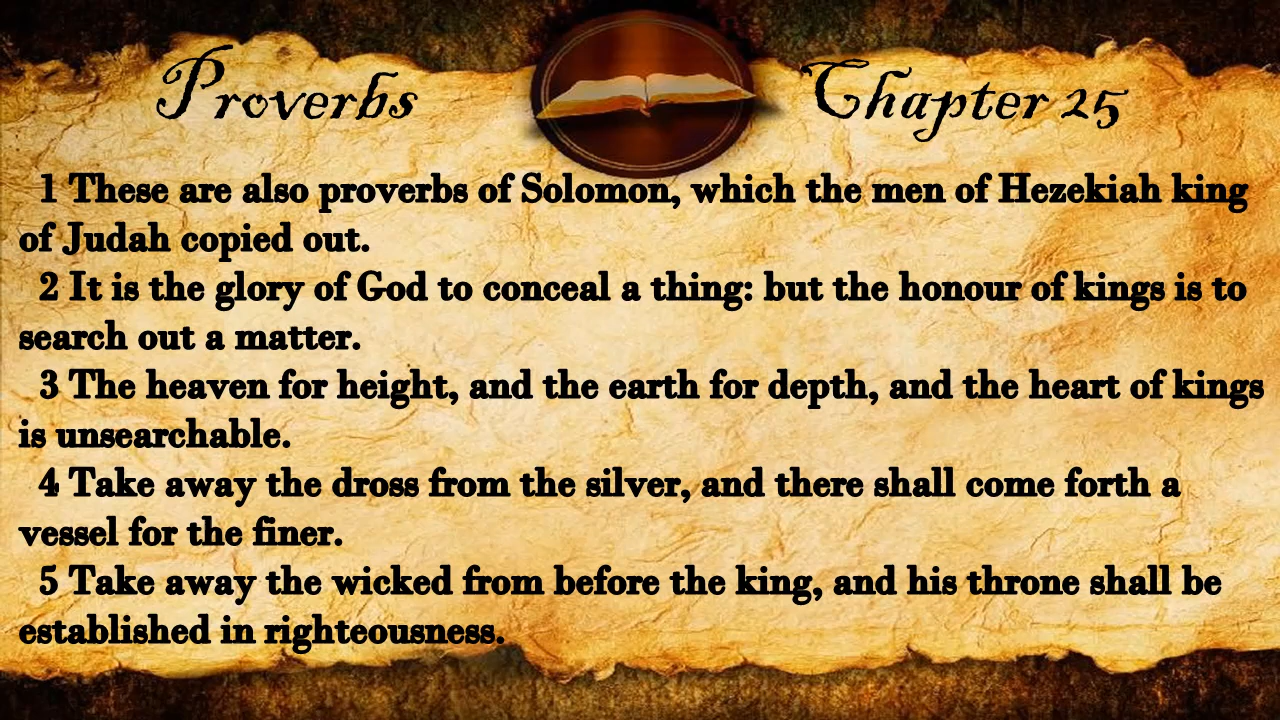 Proverbs Chapter 25
1 These are also proverbs of Solomon, which the men of Hezekiah king
of Judah copied out.
2 It is the glory of God to conceal a thing: but the honour of kings is to
search out a matter.
3 The heaven for height, and the earth for depth, and the heart of kings
is unsearchable.
4 Take away the dross from the silver, and there shall come forth a
vessel for the finer.
5 Take away the wicked from before the king, and his throne shall be
established in righteousness.